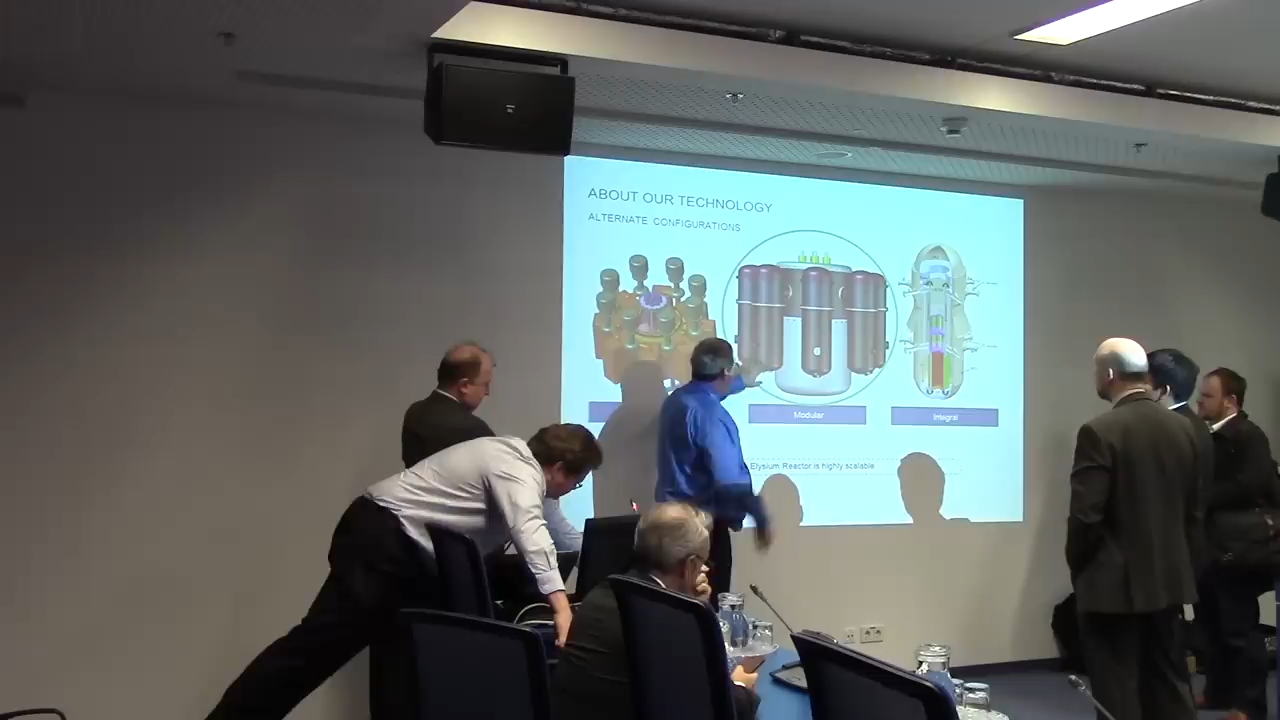 ABOUT OUR TECHNOLOGY
ALTERNATE CONFIGURATIONS
Modular
Integral
Elysium Reactor is highly scalable